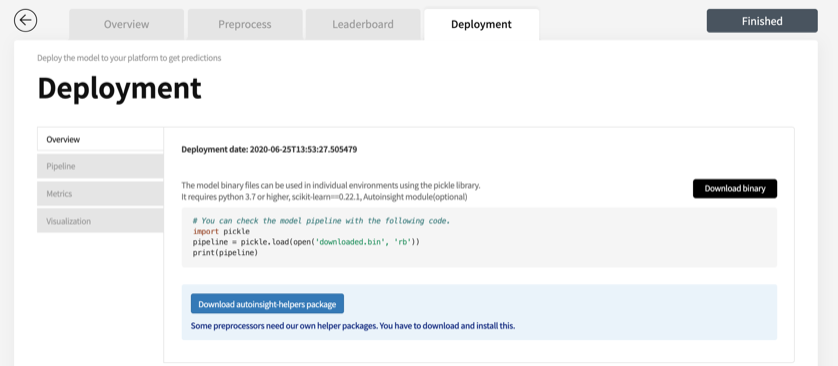 Overview
Preprocess
Leaderboard
Deployment
Finished
Deploy the model to your platform to get predictions
Deployment
Overview
Pipeline
Metrics
Visualization
Deployment date: 2020-06-25T13:53:27.505479
The model binary files can be used in individual environments using the pickle library.
It requires python 3.7 or higher, scikit-learn==0.22.1, Autoinsight module(optional)
Download binary
# You can check the model pipeline with the following code.
import pickle
pipeline = pickle.load(open('downloaded.bin', 'rb'))
print(pipeline)
Download autoinsight-helpers package
Some preprocessors need our own helper packages. You have to download and install this.